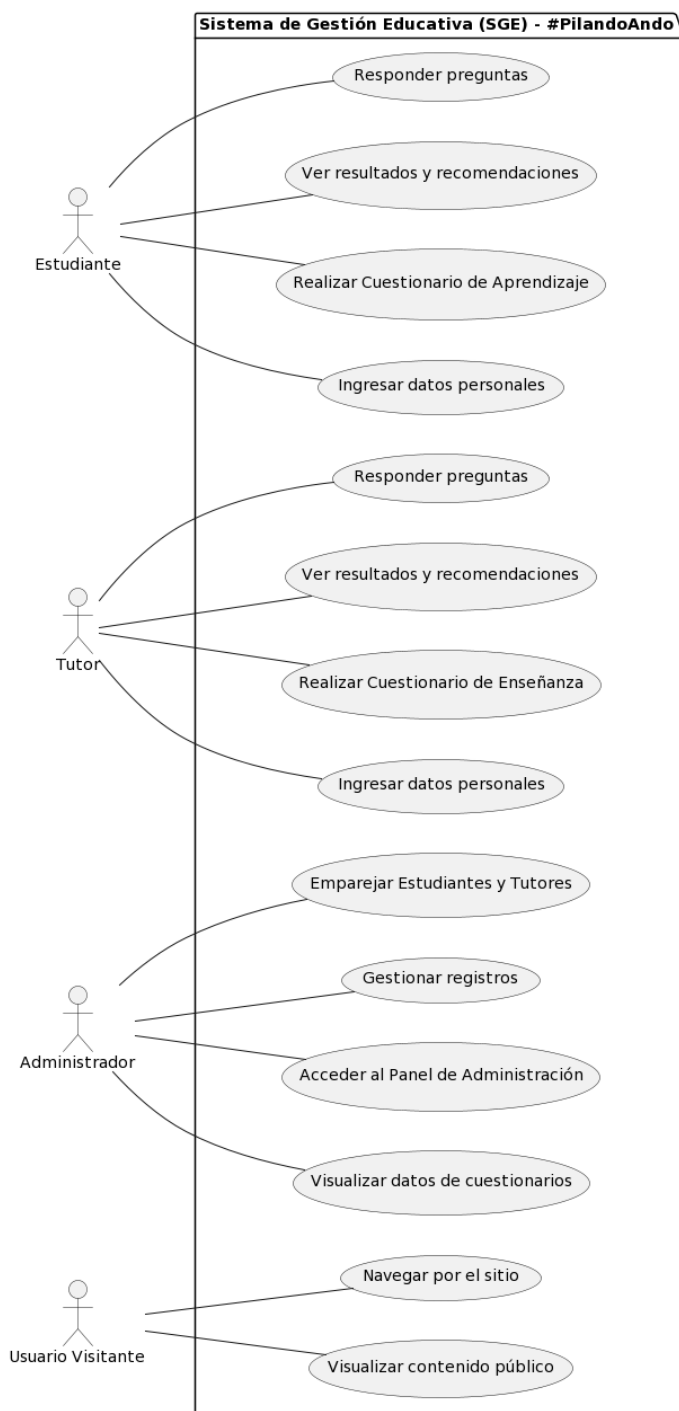 Sistema de Gestión Educativa (SGE) - #PilandoAndo
Responder preguntas
Ver resultados y recomendaciones
Estudiante
Realizar Cuestionario de Aprendizaje
Ingresar datos personales
Responder preguntas
Ver resultados y recomendaciones
Tutor
Realizar Cuestionario de Enseñanza
Ingresar datos personales
Emparejar Estudiantes y Tutores
Gestionar registros
Administrador
Acceder al Panel de Administración
Visualizar datos de cuestionarios
Navegar por el sitio
Usuario Visitante
Visualizar contenido público